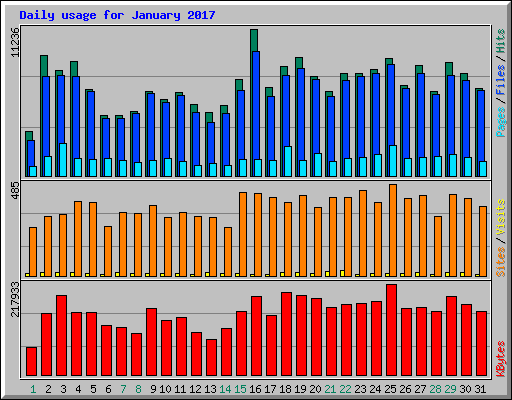 Daily usage for January 2017
11236
Pages / Files / Hits
485
Sites / Visits
217933
KBytes
1 2 3 4 5 6 7 8 9 10 11 12 13 14 15 16 17 18 19 20 21 22 23 24 25 26 27 28 29 30 31